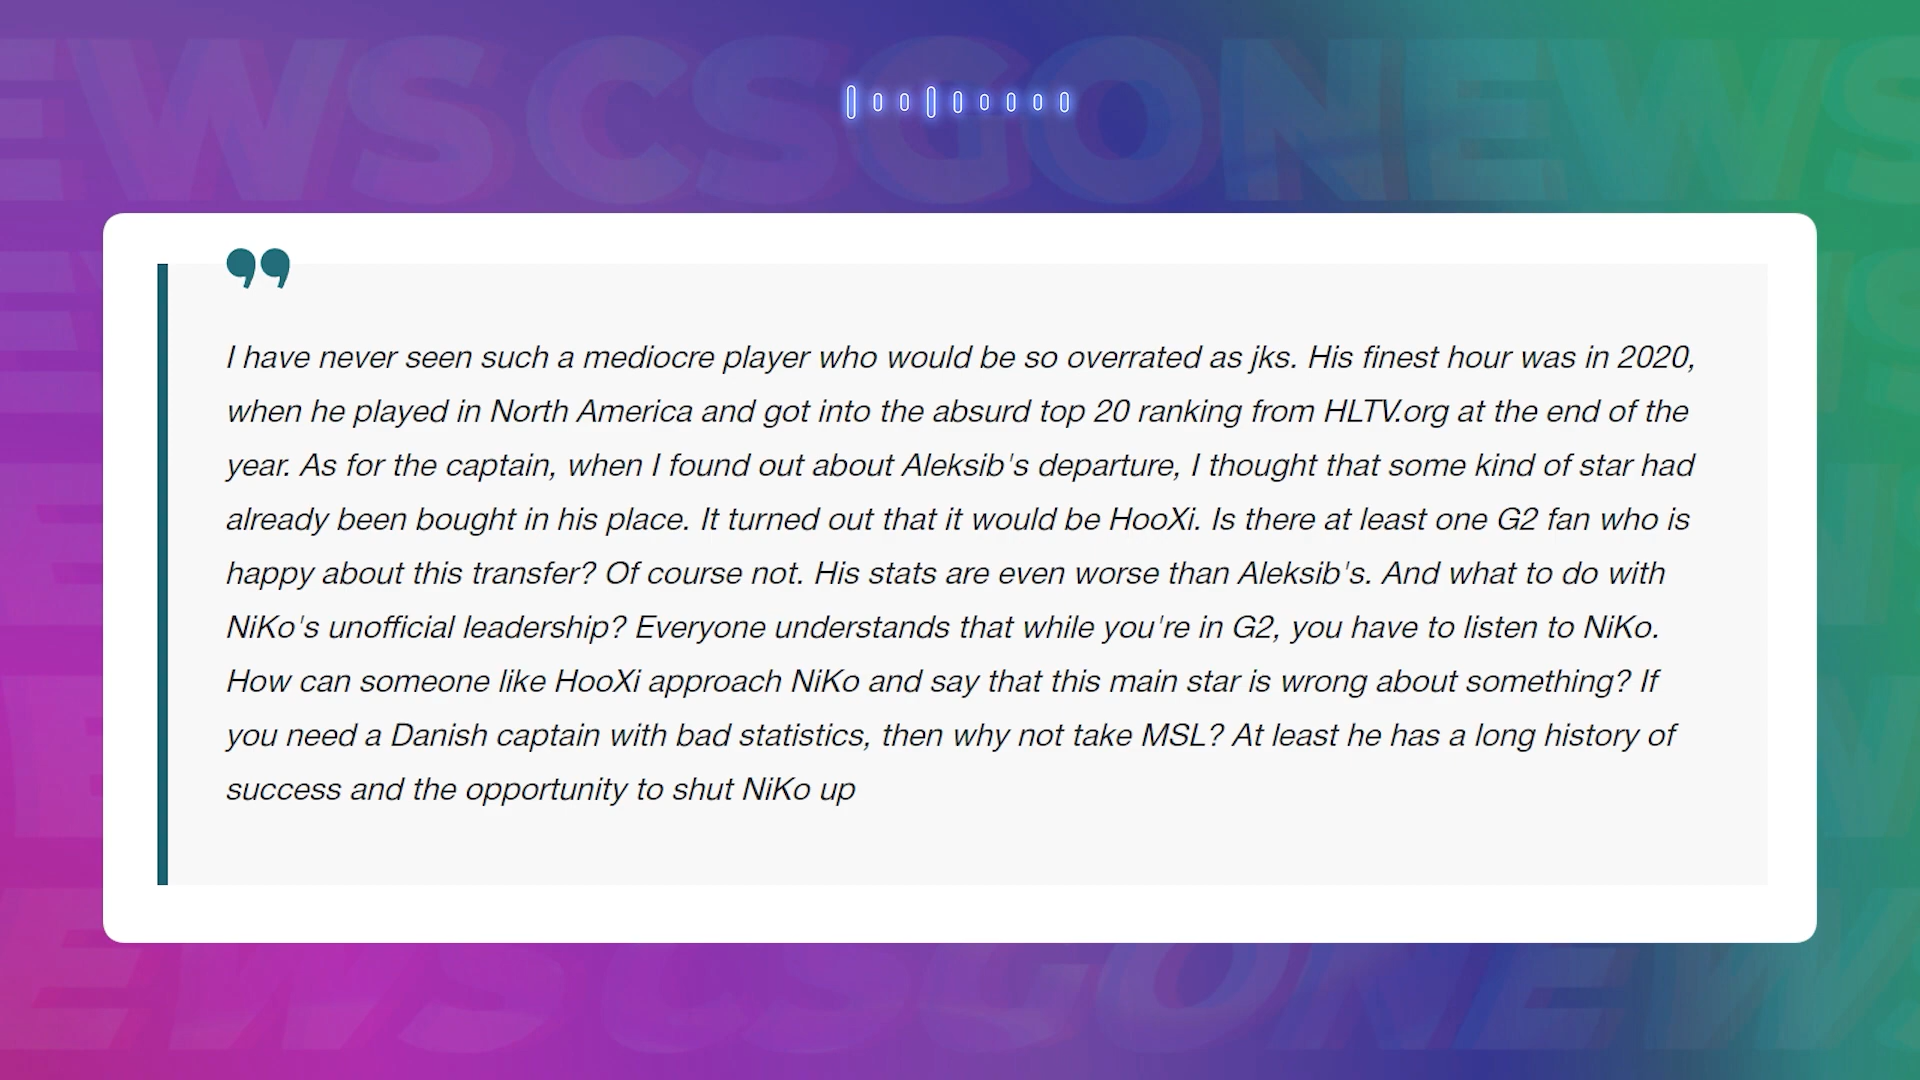 EWS CSGO NEWS
”
I have never seen such a mediocre player who would be so overrated as jks. His finest hour was in 2020,
when he played in North America and got into the absurd top 20 ranking from HLTV.org at the end of the
year. As for the captain, when I found out about Aleksib's departure, I thought that some kind of star had
already been bought in his place. It turned out that it would be HooXi. Is there at least one G2 fan who is
happy about this transfer? Of course not. His stats are even worse than Aleksib's. And what to do with
NiKo's unofficial leadership? Everyone understands that while you're in G2, you have to listen to NiKo.
How can someone like HooXi approach NiKo and say that this main star is wrong about something? If
you need a Danish captain with bad statistics, then why not take MSL? At least he has a long history of
success and the opportunity to shut NiKo up
EWS CSGO NEWS